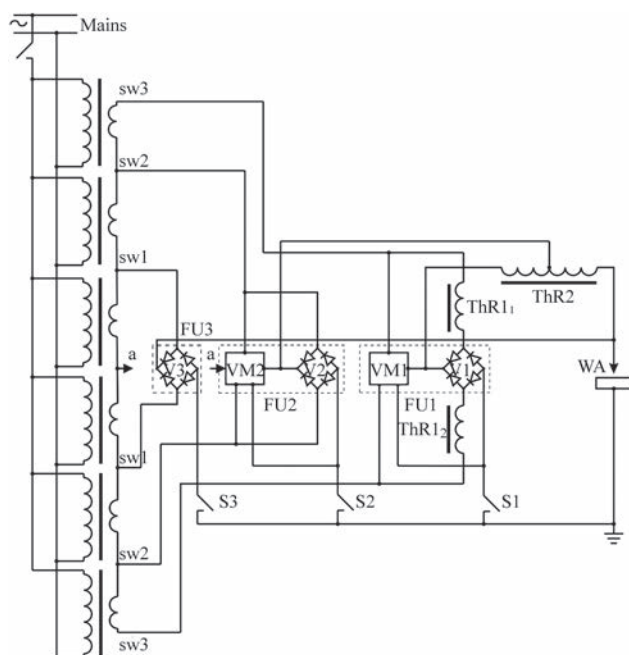 Mains
sw3
sw2
sw1
a
sw1
sw2
sw3
FU3
V3
a
VM2
V2
FU2
VM1
V1
FU1
ThR1₁
ThR1₂
ThR2
WA
S3
S2
S1